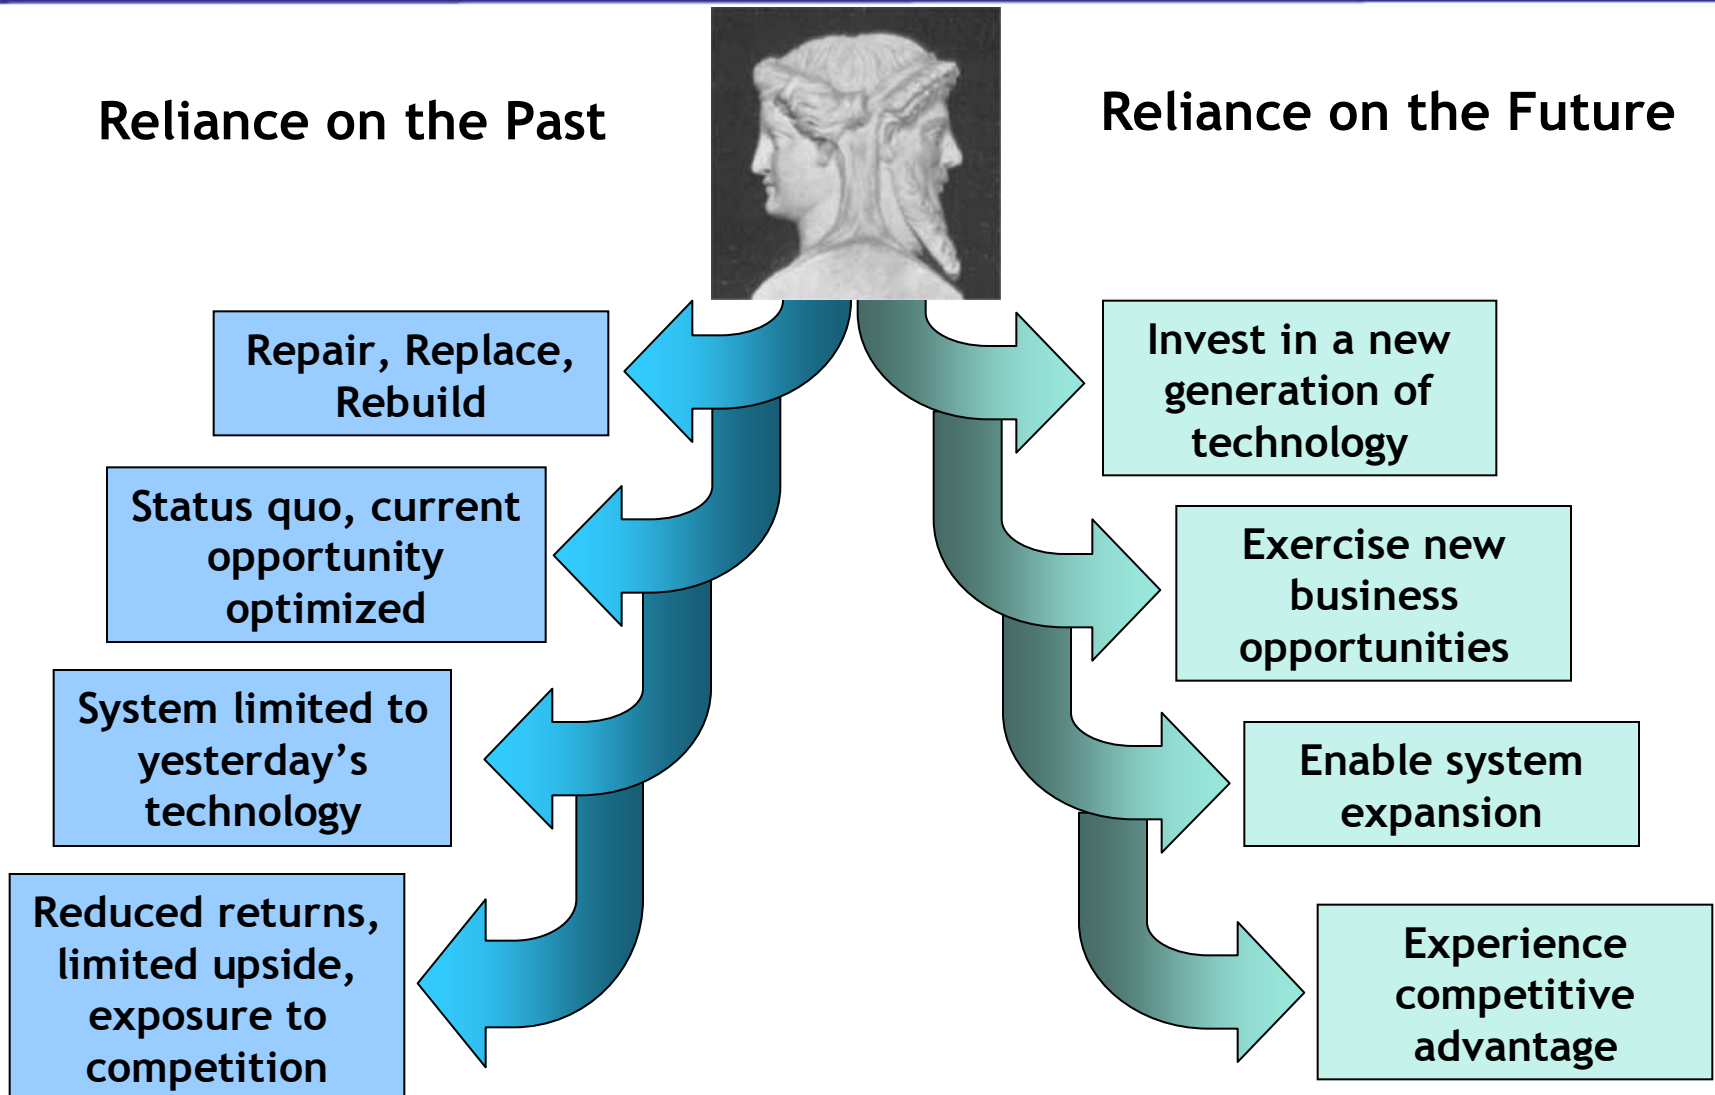 Reliance on the Past
Reliance on the Future
Repair, Replace,
Rebuild
Status quo, current
opportunity
optimized
System limited to
yesterday’s
technology
Reduced returns,
limited upside,
exposure to
competition
Invest in a new
generation of
technology
Exercise new
business
opportunities
Enable system
expansion
Experience
competitive
advantage